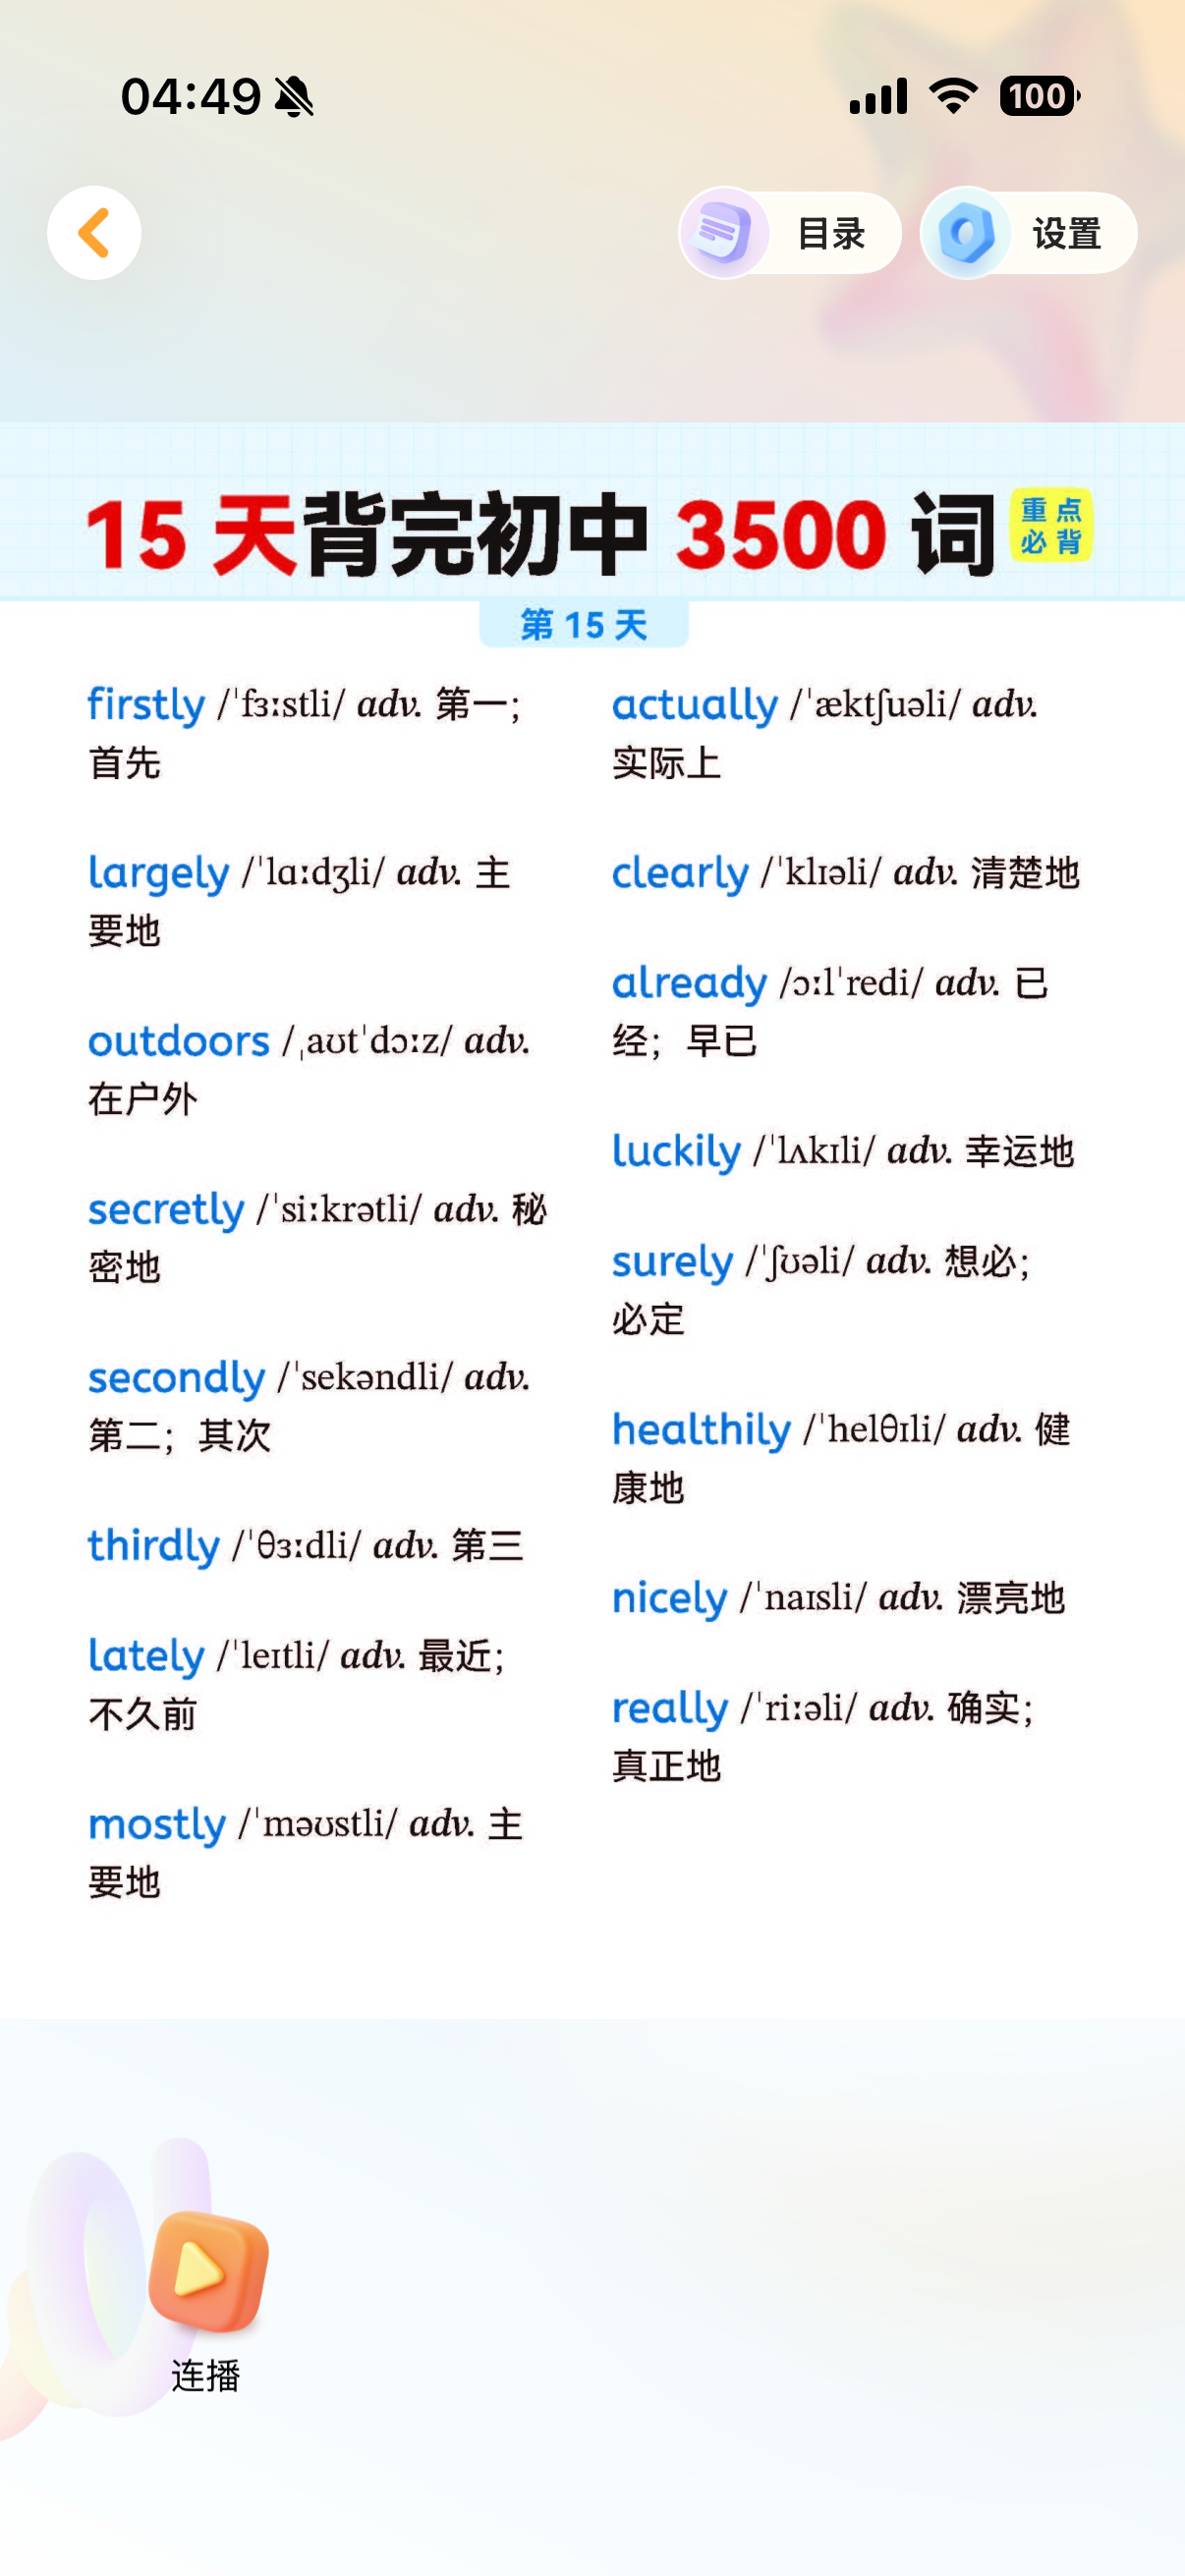 04:49
100
目录
设置
15 天背完初中 3500 词
重点
必背
第 15 天
firstly /ˈfɜːstli/ adv. 第一；
首先
largely /ˈlɑːdʒli/ adv. 主
要地
outdoors /ˌaʊtˈdɔːz/ adv.
在户外
secretly /ˈsiːkrətli/ adv. 秘
密地
secondly /ˈsekəndli/ adv.
第二；其次
thirdly /ˈθɜːdli/ adv. 第三
lately /ˈleɪtli/ adv. 最近；
不久前
mostly /ˈməʊstli/ adv. 主
要地
actually /ˈæktʃuəli/ adv.
实际上
clearly /ˈklɪəli/ adv. 清楚地
already /ɔːlˈredi/ adv. 已
经；早已
luckily /ˈlʌkɪli/ adv. 幸运地
surely /ˈʃʊəli/ adv. 想必；
必定
healthily /ˈhelθɪli/ adv. 健
康地
nicely /ˈnaɪsli/ adv. 漂亮地
really /ˈriːəli/ adv. 确实；
真正地
连播